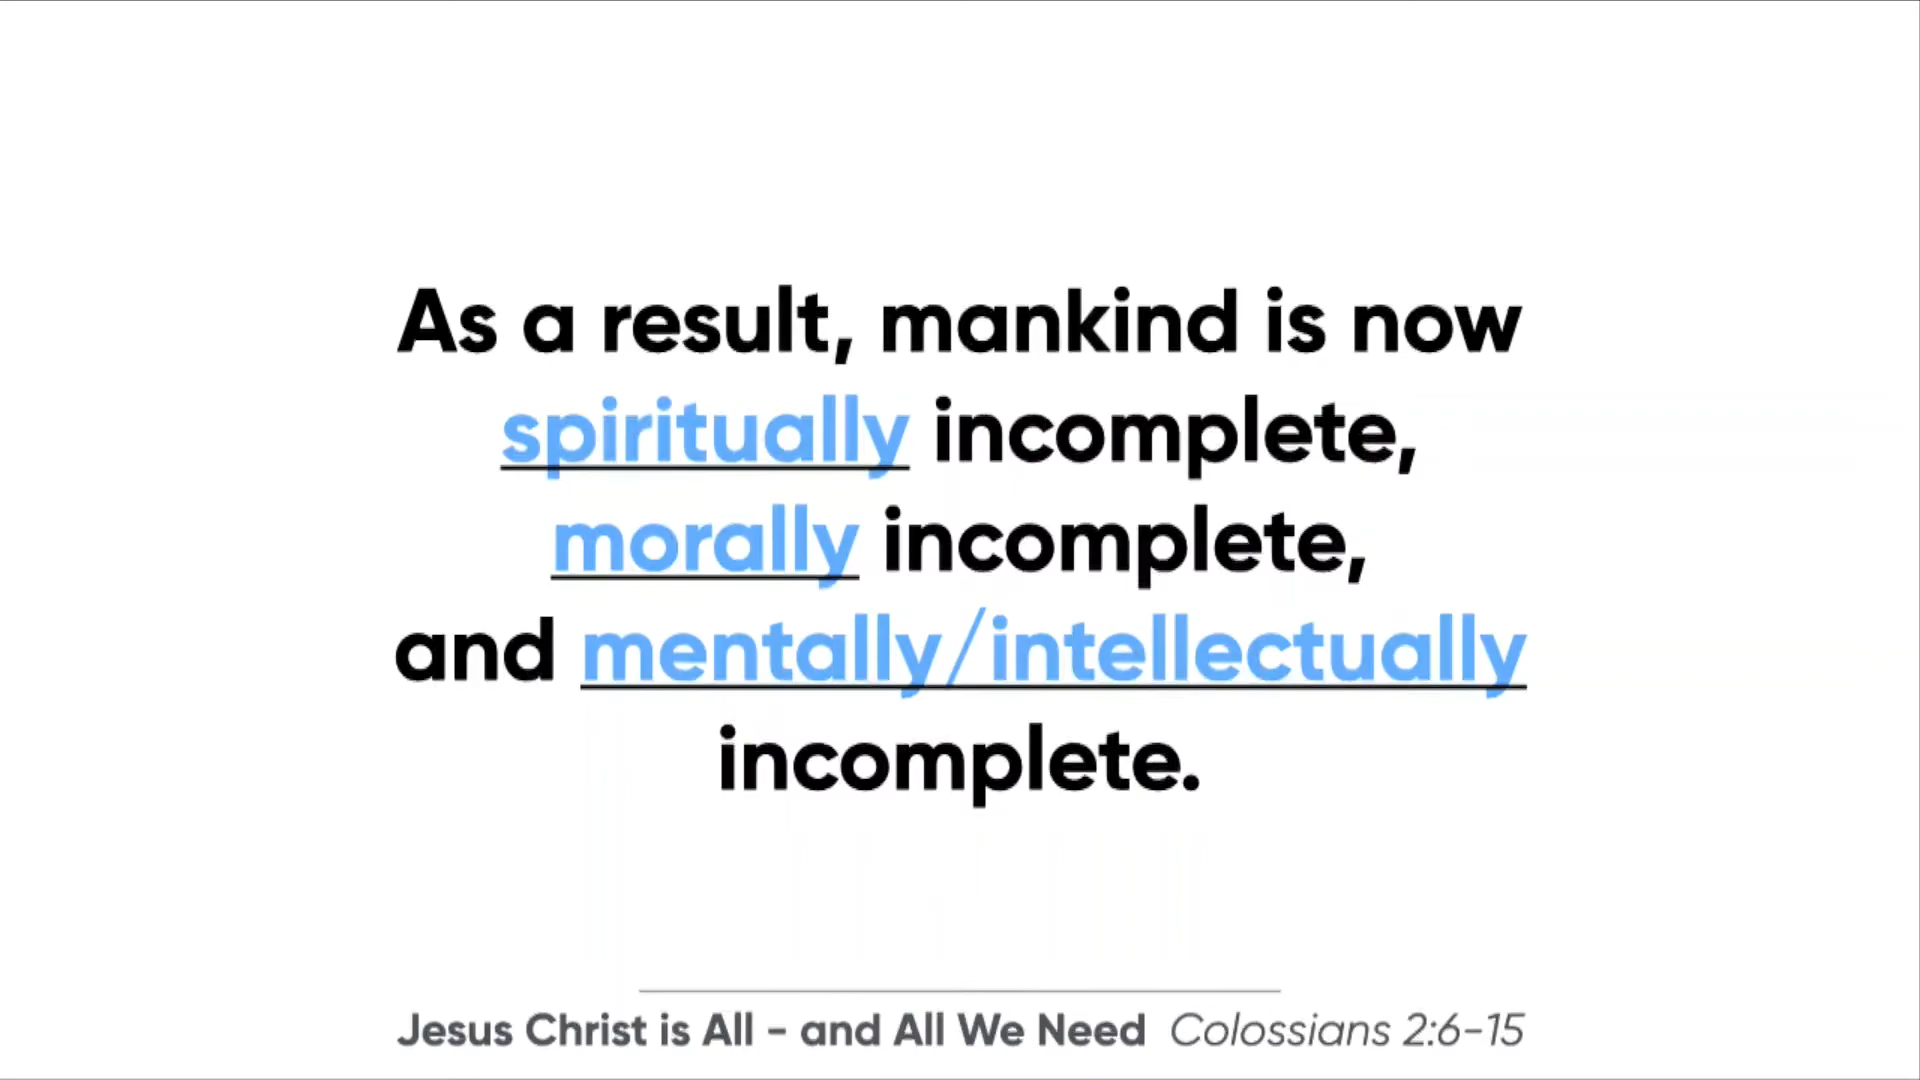 As a result, mankind is now
spiritually incomplete,
morally incomplete,
and mentally/intellectually
incomplete.
Jesus Christ is All - and All We Need Colossians 2:6-15